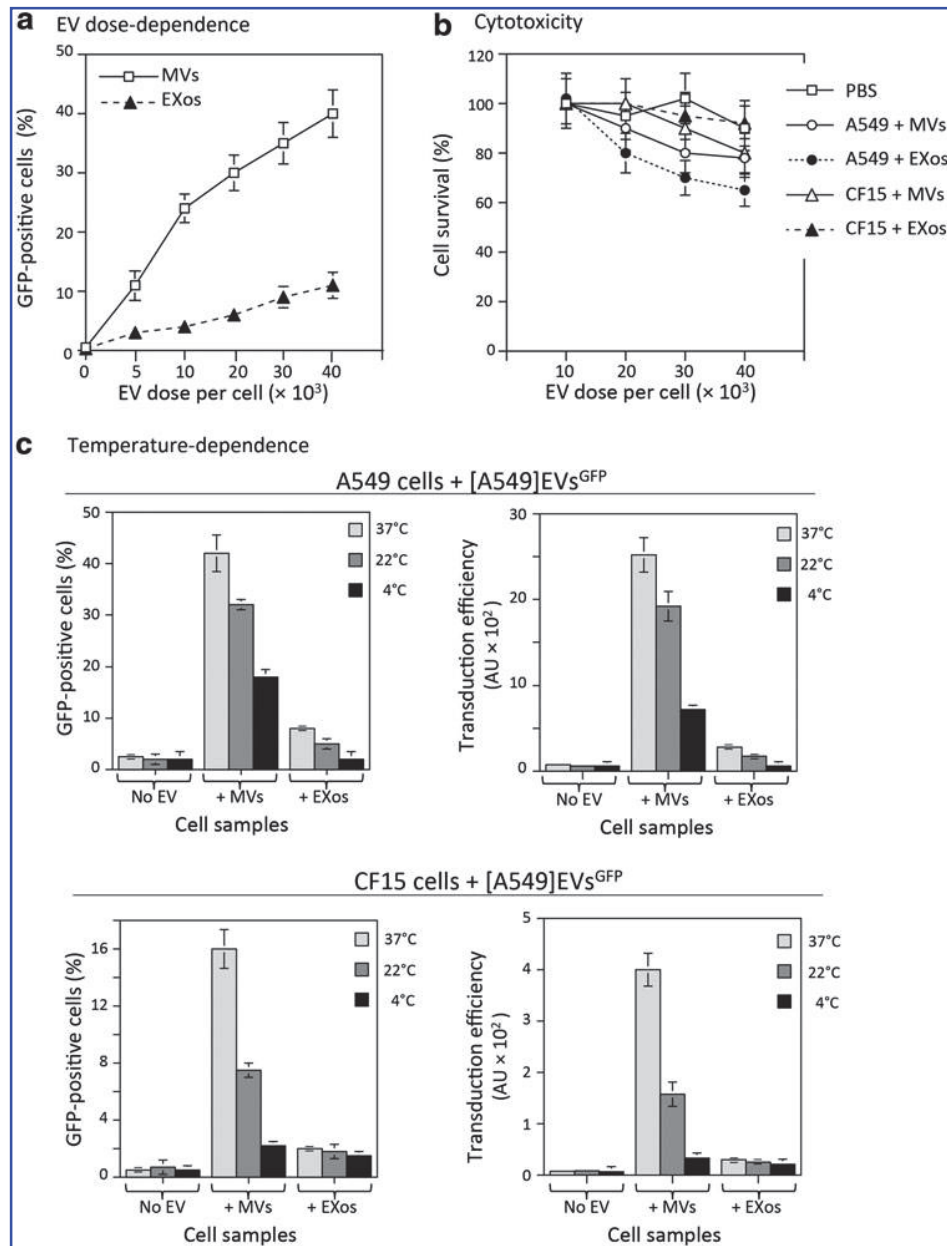 a EV dose-dependence
50
40
30
20
10
0
GFP-positive cells (%)
MVs
EXos
0 5 10 20 30 40
EV dose per cell (× 10³)
b Cytotoxicity
120
100
80
60
40
20
0
Cell survival (%)
10 20 30 40
EV dose per cell (× 10³)
PBS
A549 + MVs
A549 + EXos
CF15 + MVs
CF15 + EXos
c Temperature-dependence
A549 cells + [A549]EVsᴳᶠᴾ
50
40
30
20
10
0
GFP-positive cells (%)
37°C
22°C
4°C
No EV + MVs + EXos
Cell samples
30
20
10
0
Transduction efficiency
(AU × 10²)
37°C
22°C
4°C
No EV + MVs + EXos
Cell samples
CF15 cells + [A549]EVsᴳᶠᴾ
16
12
8
4
0
GFP-positive cells (%)
37°C
22°C
4°C
No EV + MVs + EXos
Cell samples
5
4
3
2
1
0
Transduction efficiency
(AU × 10²)
37°C
22°C
4°C
No EV + MVs + EXos
Cell samples